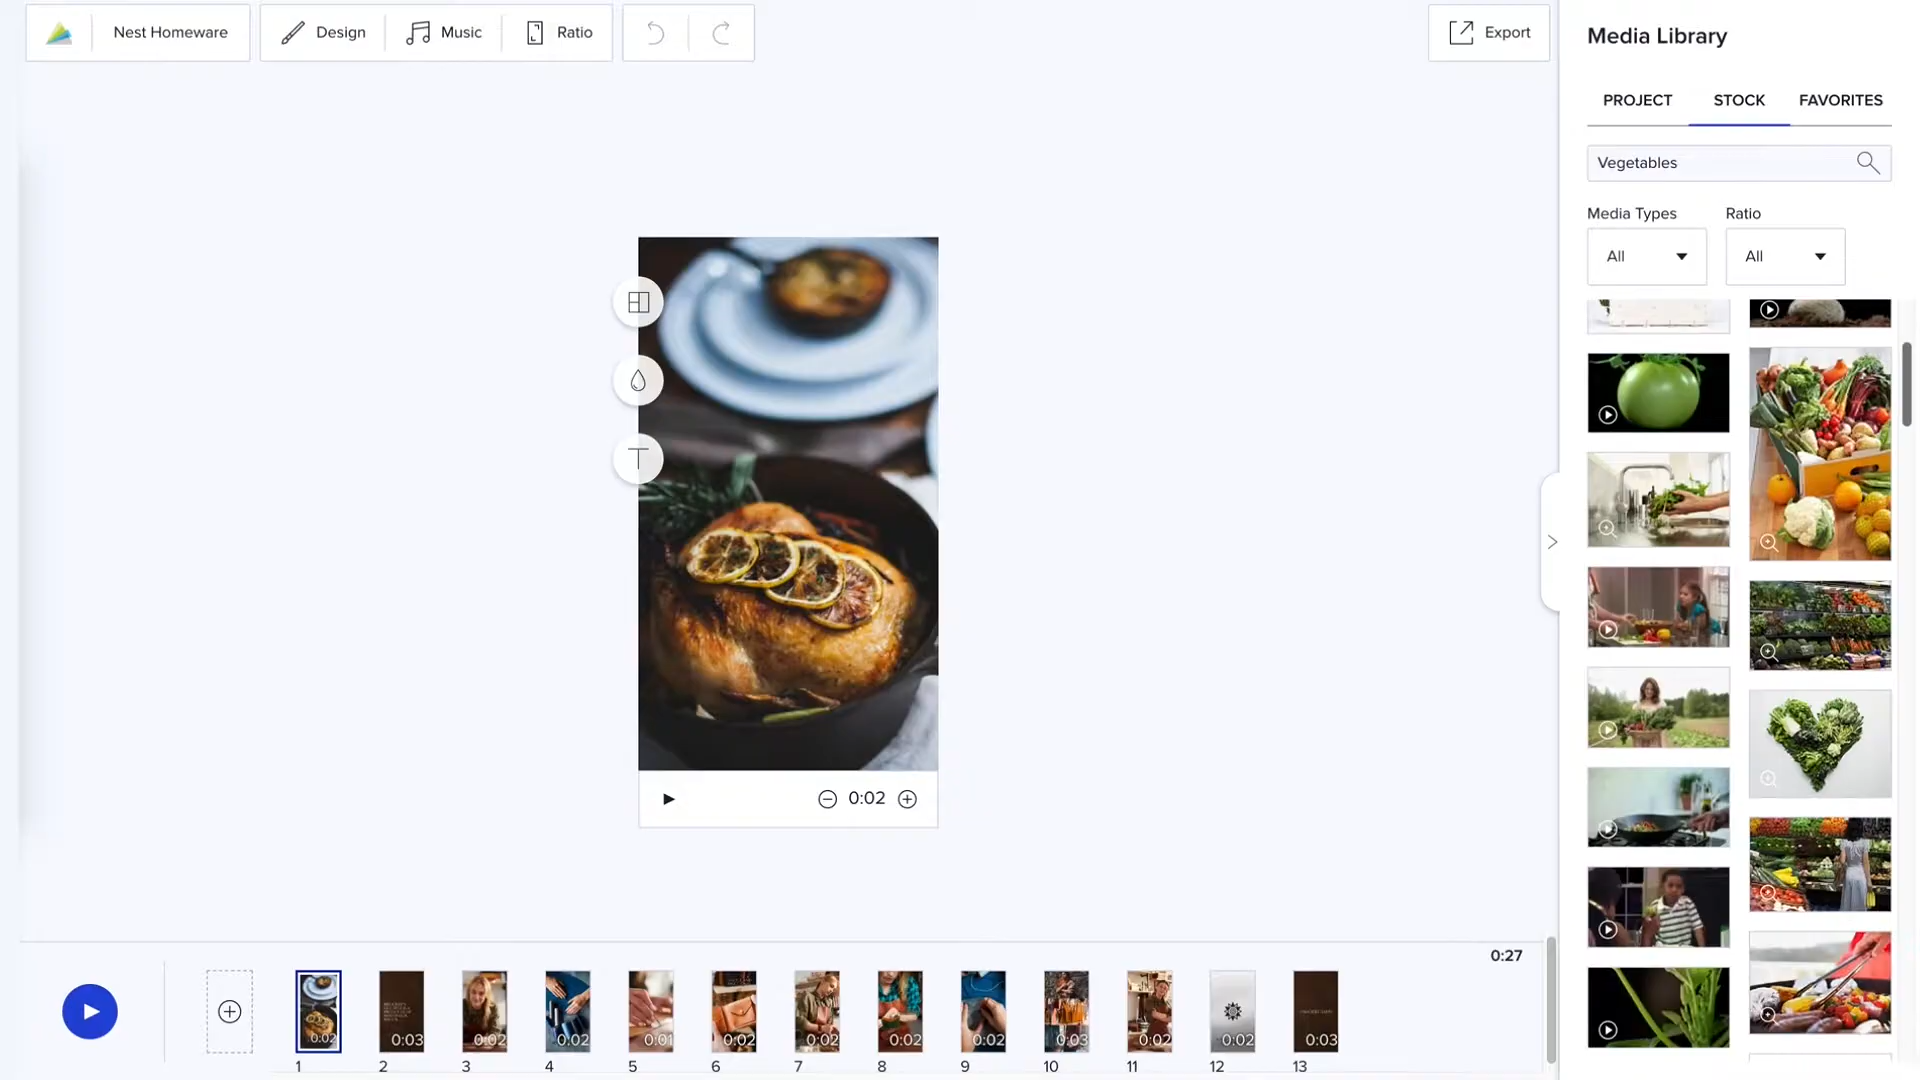 Nest Homeware
Design
Music
Ratio
Export
Media Library
PROJECT
STOCK
FAVORITES
Vegetables
Media Types
Ratio
All
All
0:02
0:27
0:02
0:03
0:02
0:02
0:01
0:02
0:02
0:02
0:02
0:03
0:02
0:02
0:03
1
2
3
4
5
6
7
8
9
10
11
12
13